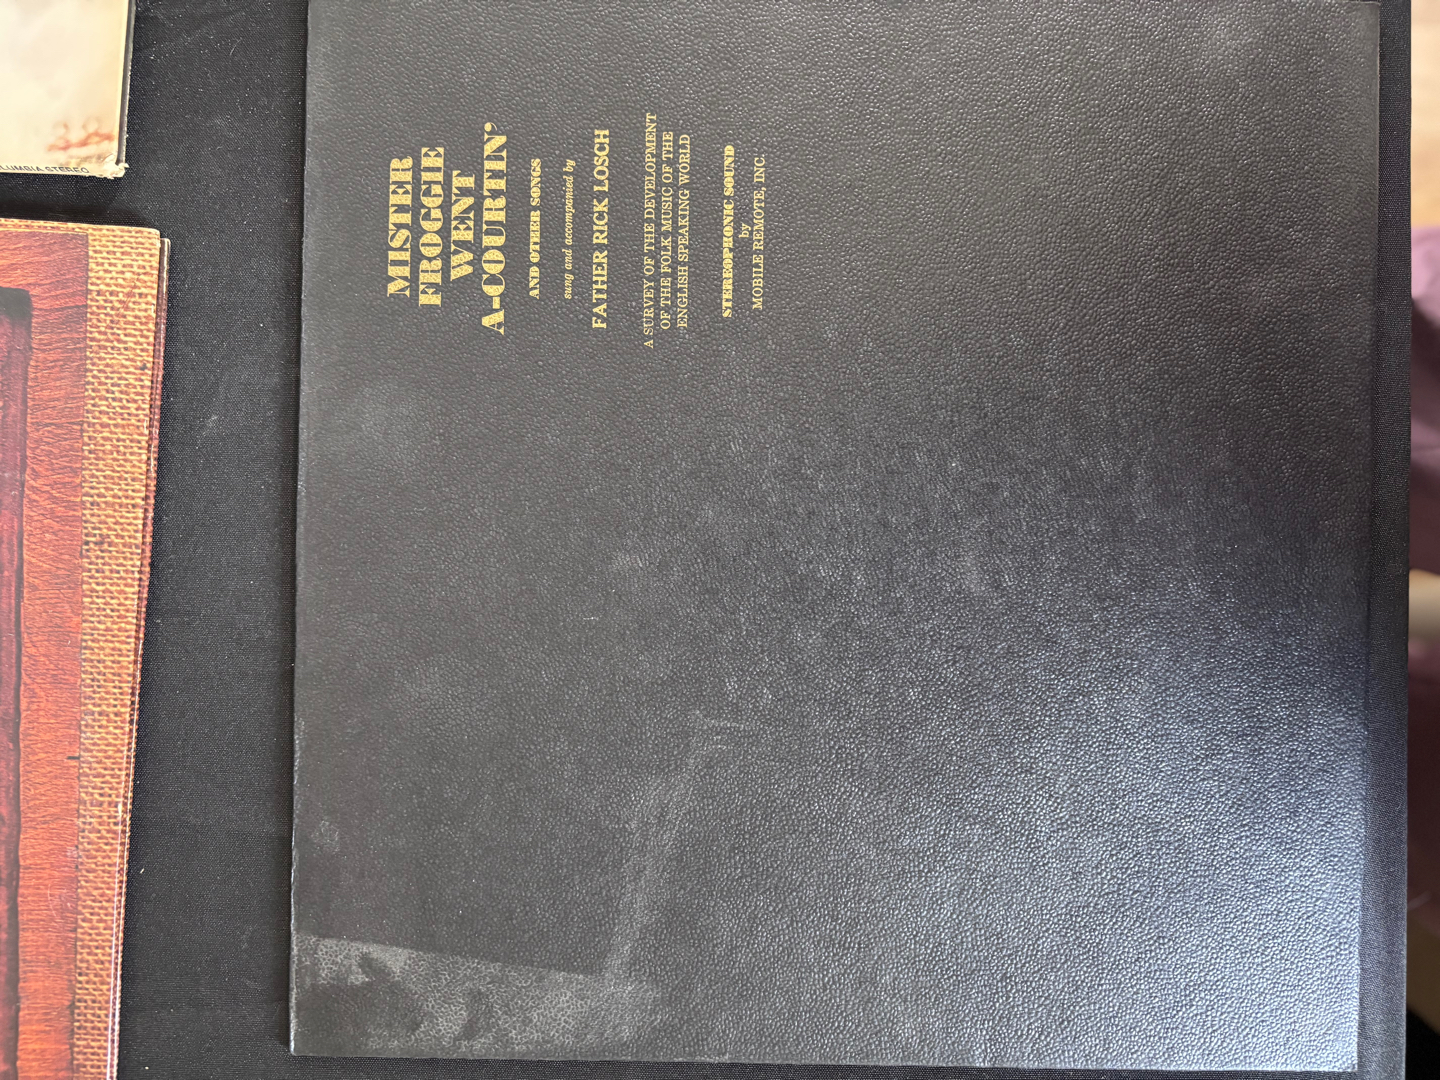 MISTER
FROGGIE
WENT
A-COURTIN'
AND OTHER SONGS
sung and accompanied by
FATHER RICK LOSCH
A SURVEY OF THE DEVELOPMENT
OF THE FOLK MUSIC OF THE
ENGLISH SPEAKING WORLD
STEREOPHONIC SOUND
by
MOBILE REMOTE, INC.
STEREO